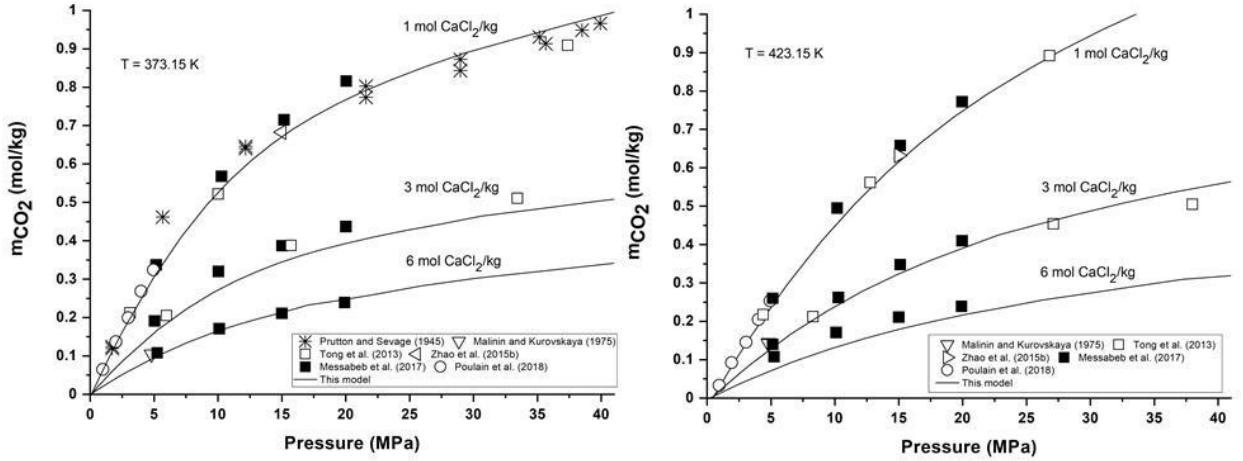 1 mol CaCl2/kg
T = 373.15 K
3 mol CaCl2/kg
6 mol CaCl2/kg
mCO2 (mol/kg)
1
0.9
0.8
0.7
0.6
0.5
0.4
0.3
0.2
0.1
0
Prutton and Sevage (1945) Malinin and Kurovskaya (1975)
Tong et al. (2013) Zhao et al (2015b)
Messabeb et al. (2017) Poulain et al. (2018)
This model
0 5 10 15 20 25 30 35 40
Pressure (MPa)
T = 423.15 K
1 mol CaCl2/kg
3 mol CaCl2/kg
6 mol CaCl2/kg
mCO2 (mol/kg)
1
0.9
0.8
0.7
0.6
0.5
0.4
0.3
0.2
0.1
0
Malinin and Kurovskaya (1975) Tong et al. (2013)
Zhao et al. (2015b) Messabeb et al. 2017)
Poulain et al. (2018)
This model
0 5 10 15 20 25 30 35 40
Pressure (MPa)